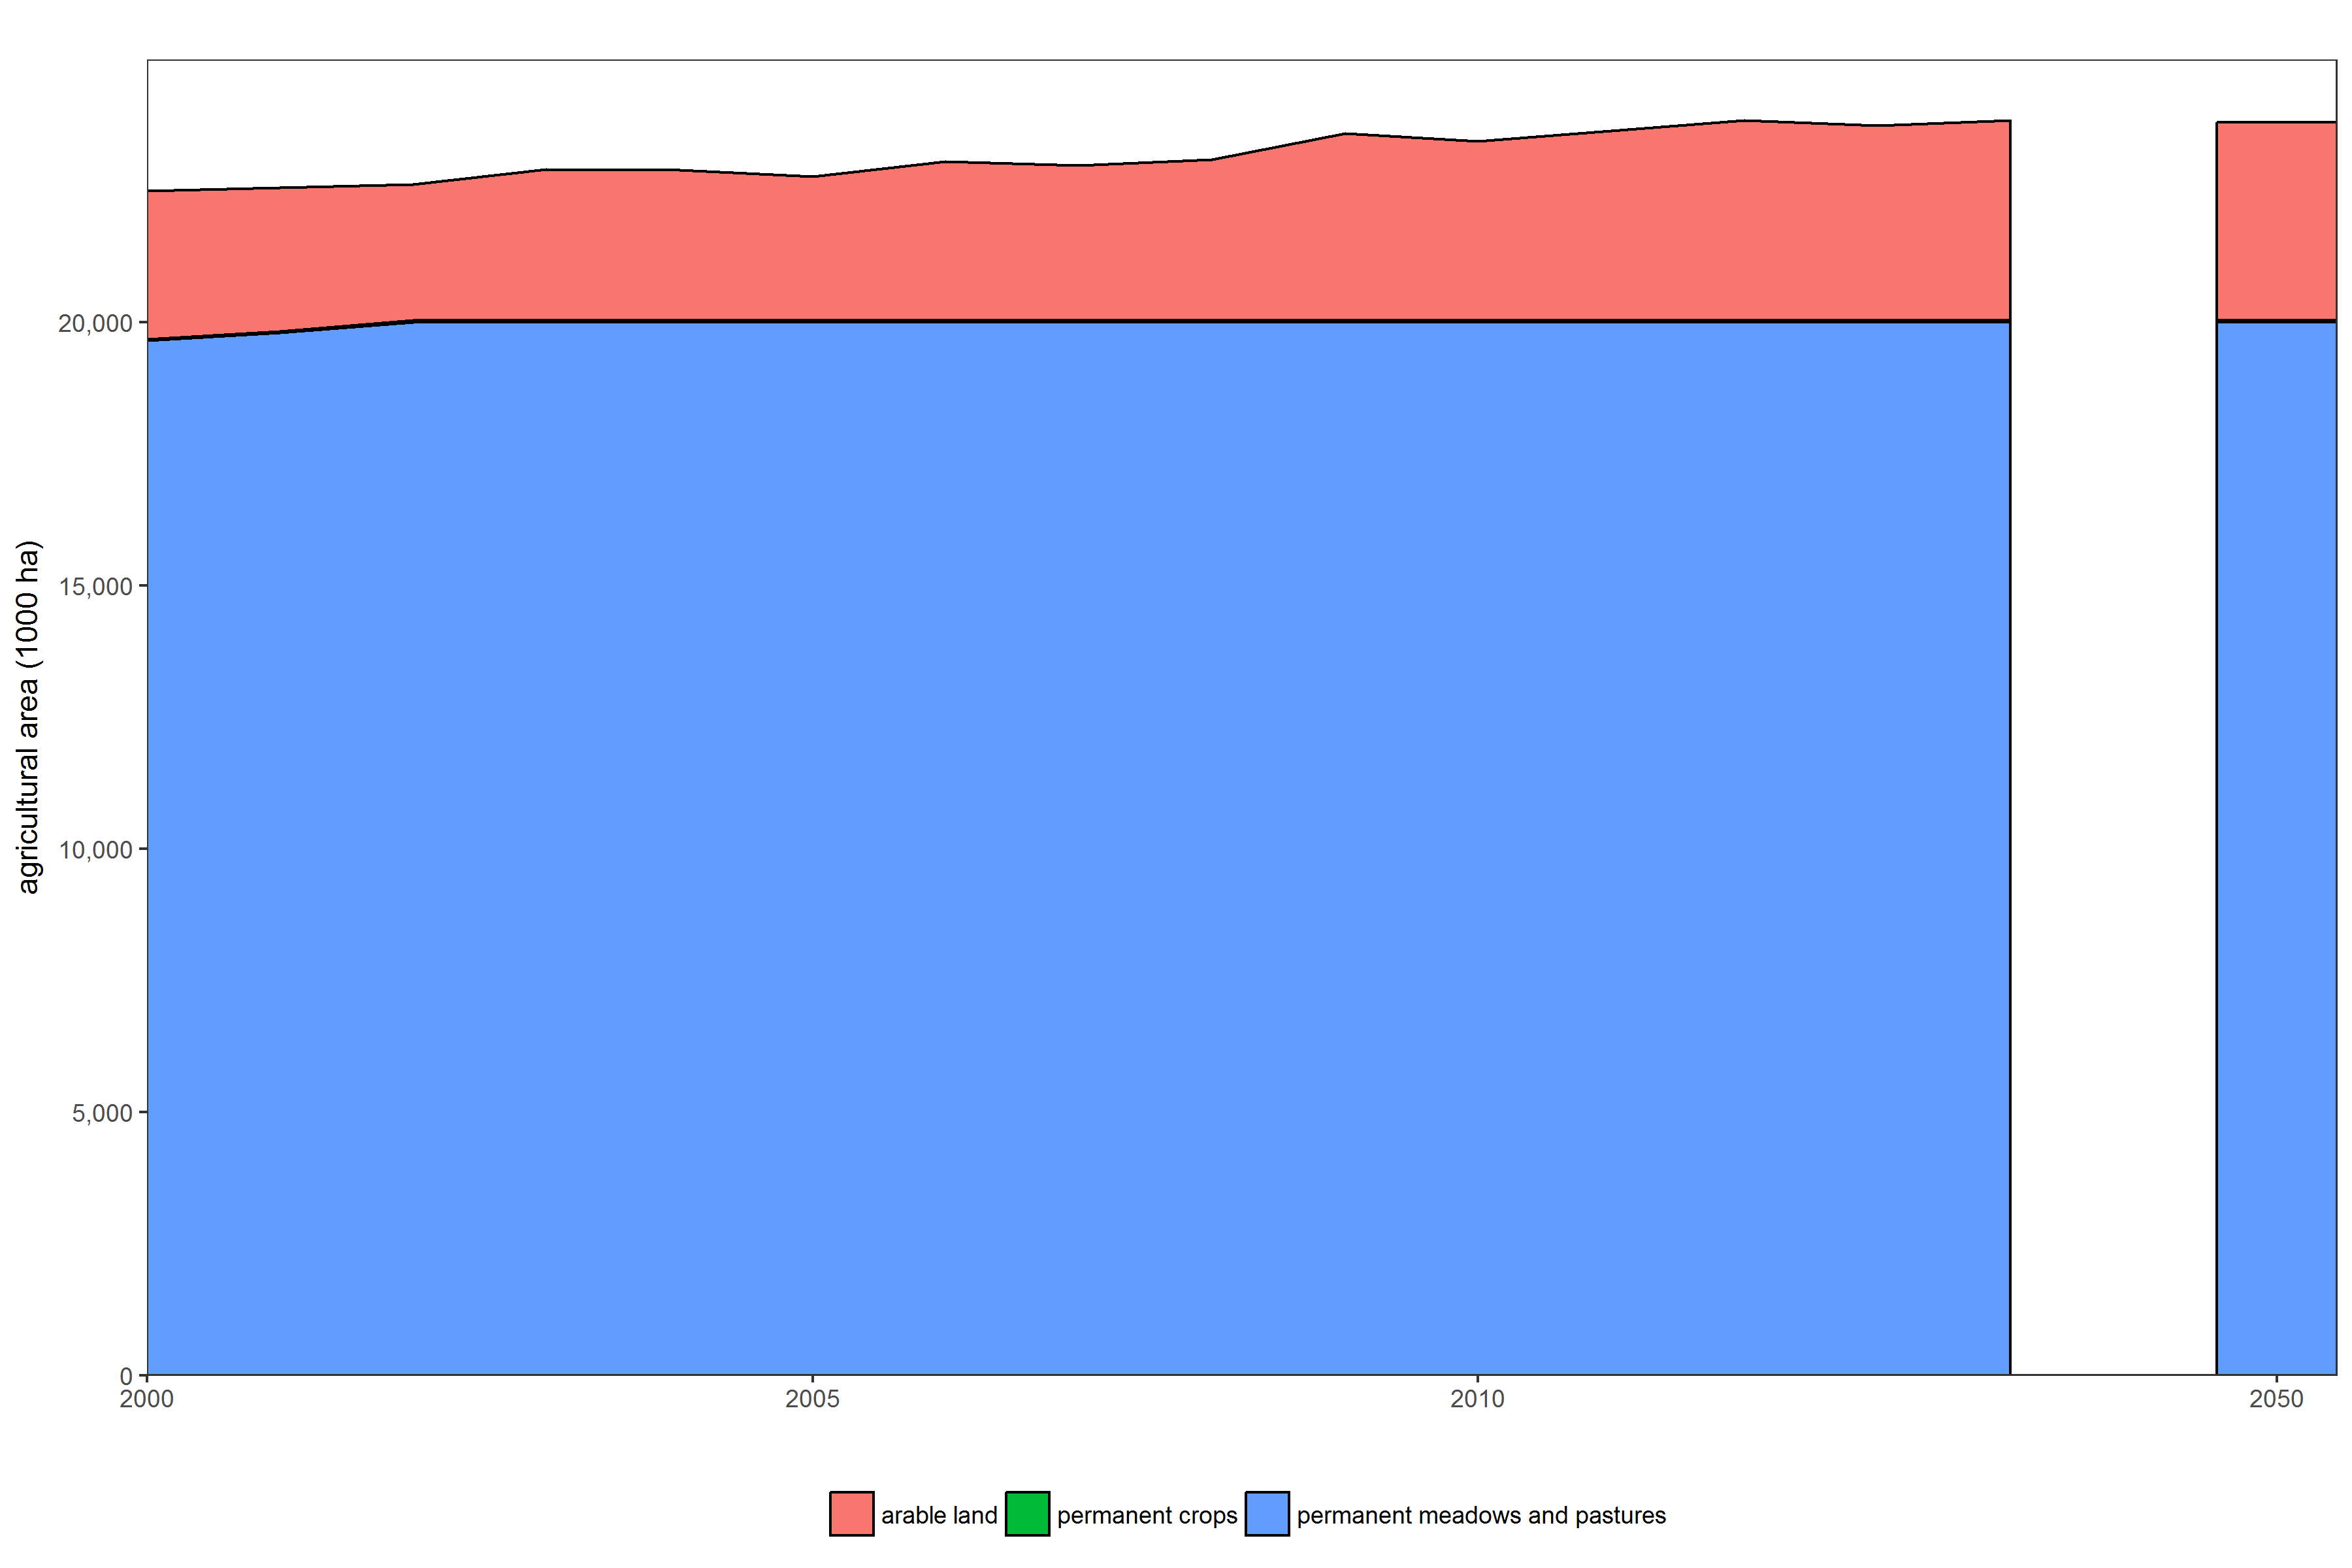 agricultural area (1000 ha)
20,000
15,000
10,000
5,000
0
2000 2005 2010 2050
arable land permanent crops permanent meadows and pastures